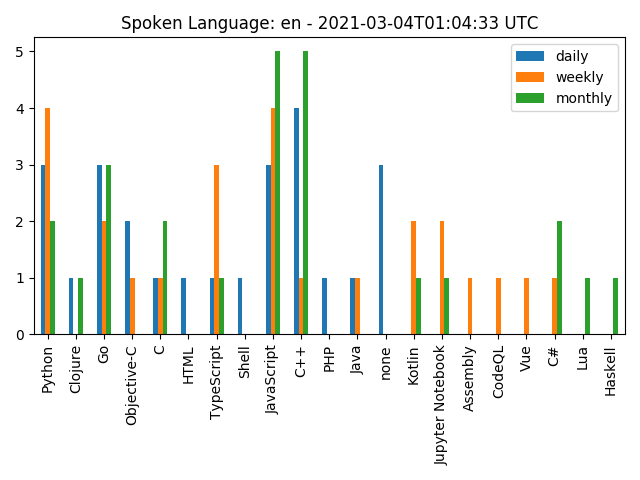 Spoken Language: en - 2021-03-04T01:04:33 UTC
daily
weekly
monthly
5
4
3
2
1
0
Python
Clojure
Go
Objective-C
C
HTML
TypeScript
Shell
JavaScript
C++
PHP
Java
none
Kotlin
Jupyter Notebook
Assembly
CodeQL
Vue
C#
Lua
Haskell